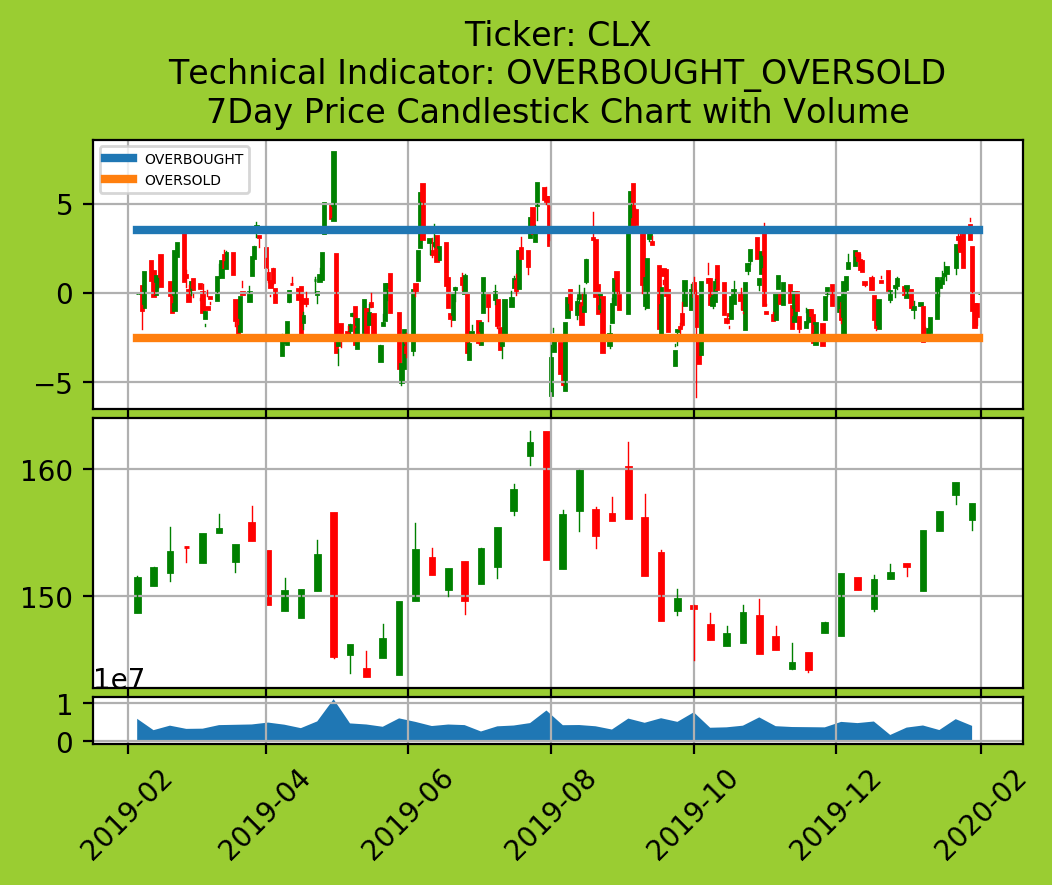 Ticker: CLX
Technical Indicator: OVERBOUGHT_OVERSOLD
7Day Price Candlestick Chart with Volume
OVERBOUGHT
OVERSOLD
5
0
−5
160
150
1e7
1
0
2019-02
2019-04
2019-06
2019-08
2019-10
2019-12
2020-02